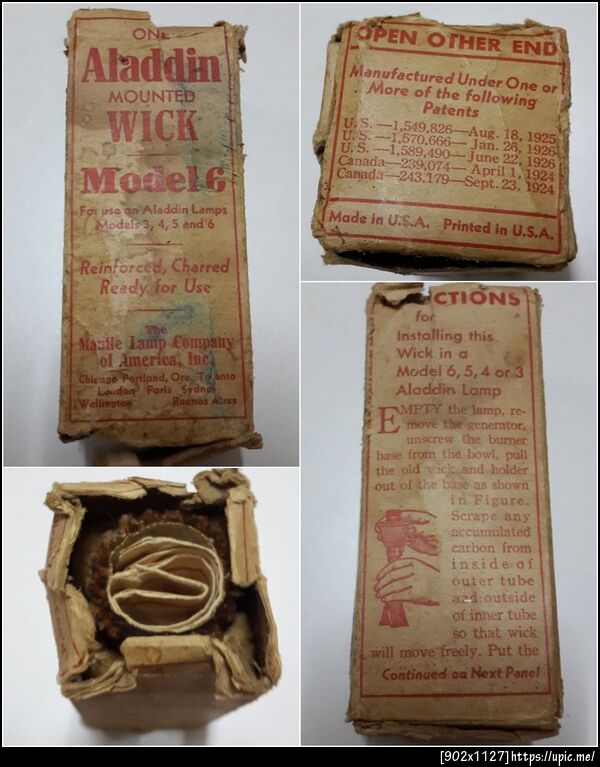 ONE
Aladdin
MOUNTED
WICK
Model 6
For use on Aladdin Lamps
Models 3, 4, 5 and 6
Reinforced, Charred
Ready for Use
The
Mantle Lamp Company
of America, Inc.
Chicago Portland, Ore. Toronto
London Paris Sydney
Wellington Buenos Aires
OPEN OTHER END
Manufactured Under One or
More of the following
Patents
U. S. —1,549,826—Aug. 18, 1925
U. S. —1,570,666— Jan. 26, 1926
U. S. —1,589,490—June 22, 1926
Canada—239,074— April 1, 1924
Canada—243.179—Sept. 23, 1924
Made in U.S.A. Printed in U.S.A.
CTIONS
for
Installing this
Wick in a
Model 6, 5, 4 or 3
Aladdin Lamp
EMPTY the lamp, re-
move the generator,
unscrew the burner
base from the bowl, pull
the old wick and holder
out of the base as shown
in Figure.
Scrape any
accumulated
carbon from
inside of
outer tube
and outside
of inner tube
so that wick
will move freely. Put the
Continued on Next Panel
[902x1127]https://upic.me/